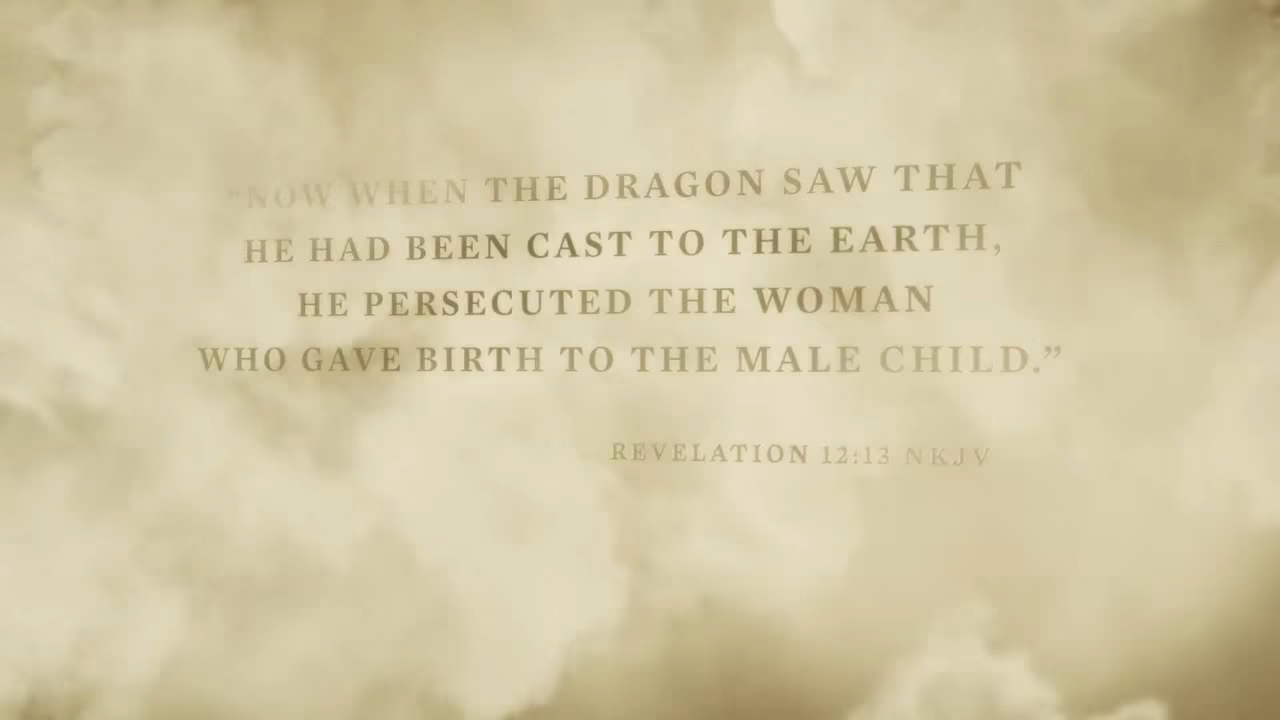 “NOW WHEN THE DRAGON SAW THAT
HE HAD BEEN CAST TO THE EARTH,
HE PERSECUTED THE WOMAN
WHO GAVE BIRTH TO THE MALE CHILD.”
REVELATION 12:13 NKJV